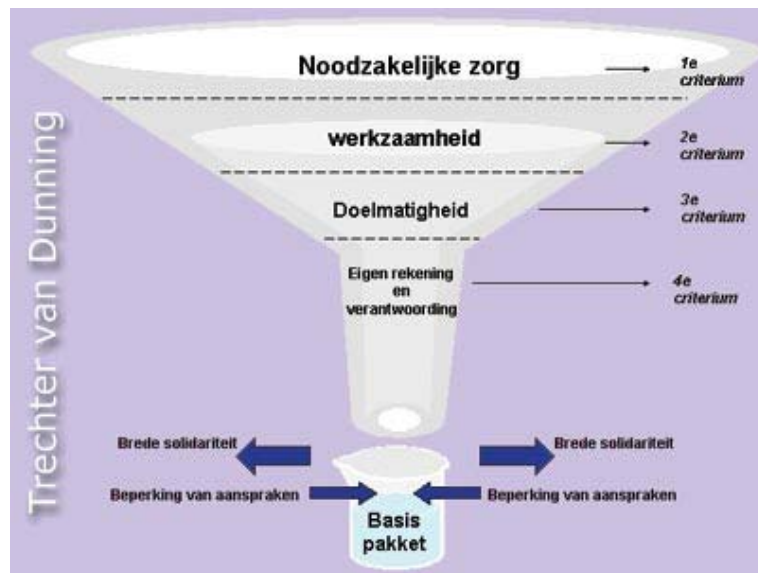 Trechter van Dunning
Noodzakelijke zorg
1e
criterium
werkzaamheid
2e
criterium
Doelmatigheid
3e
criterium
Eigen rekening
en
verantwoording
4e
criterium
Brede solidariteit
Brede solidariteit
Beperking van aanspraken
Beperking van aanspraken
Basis
pakket